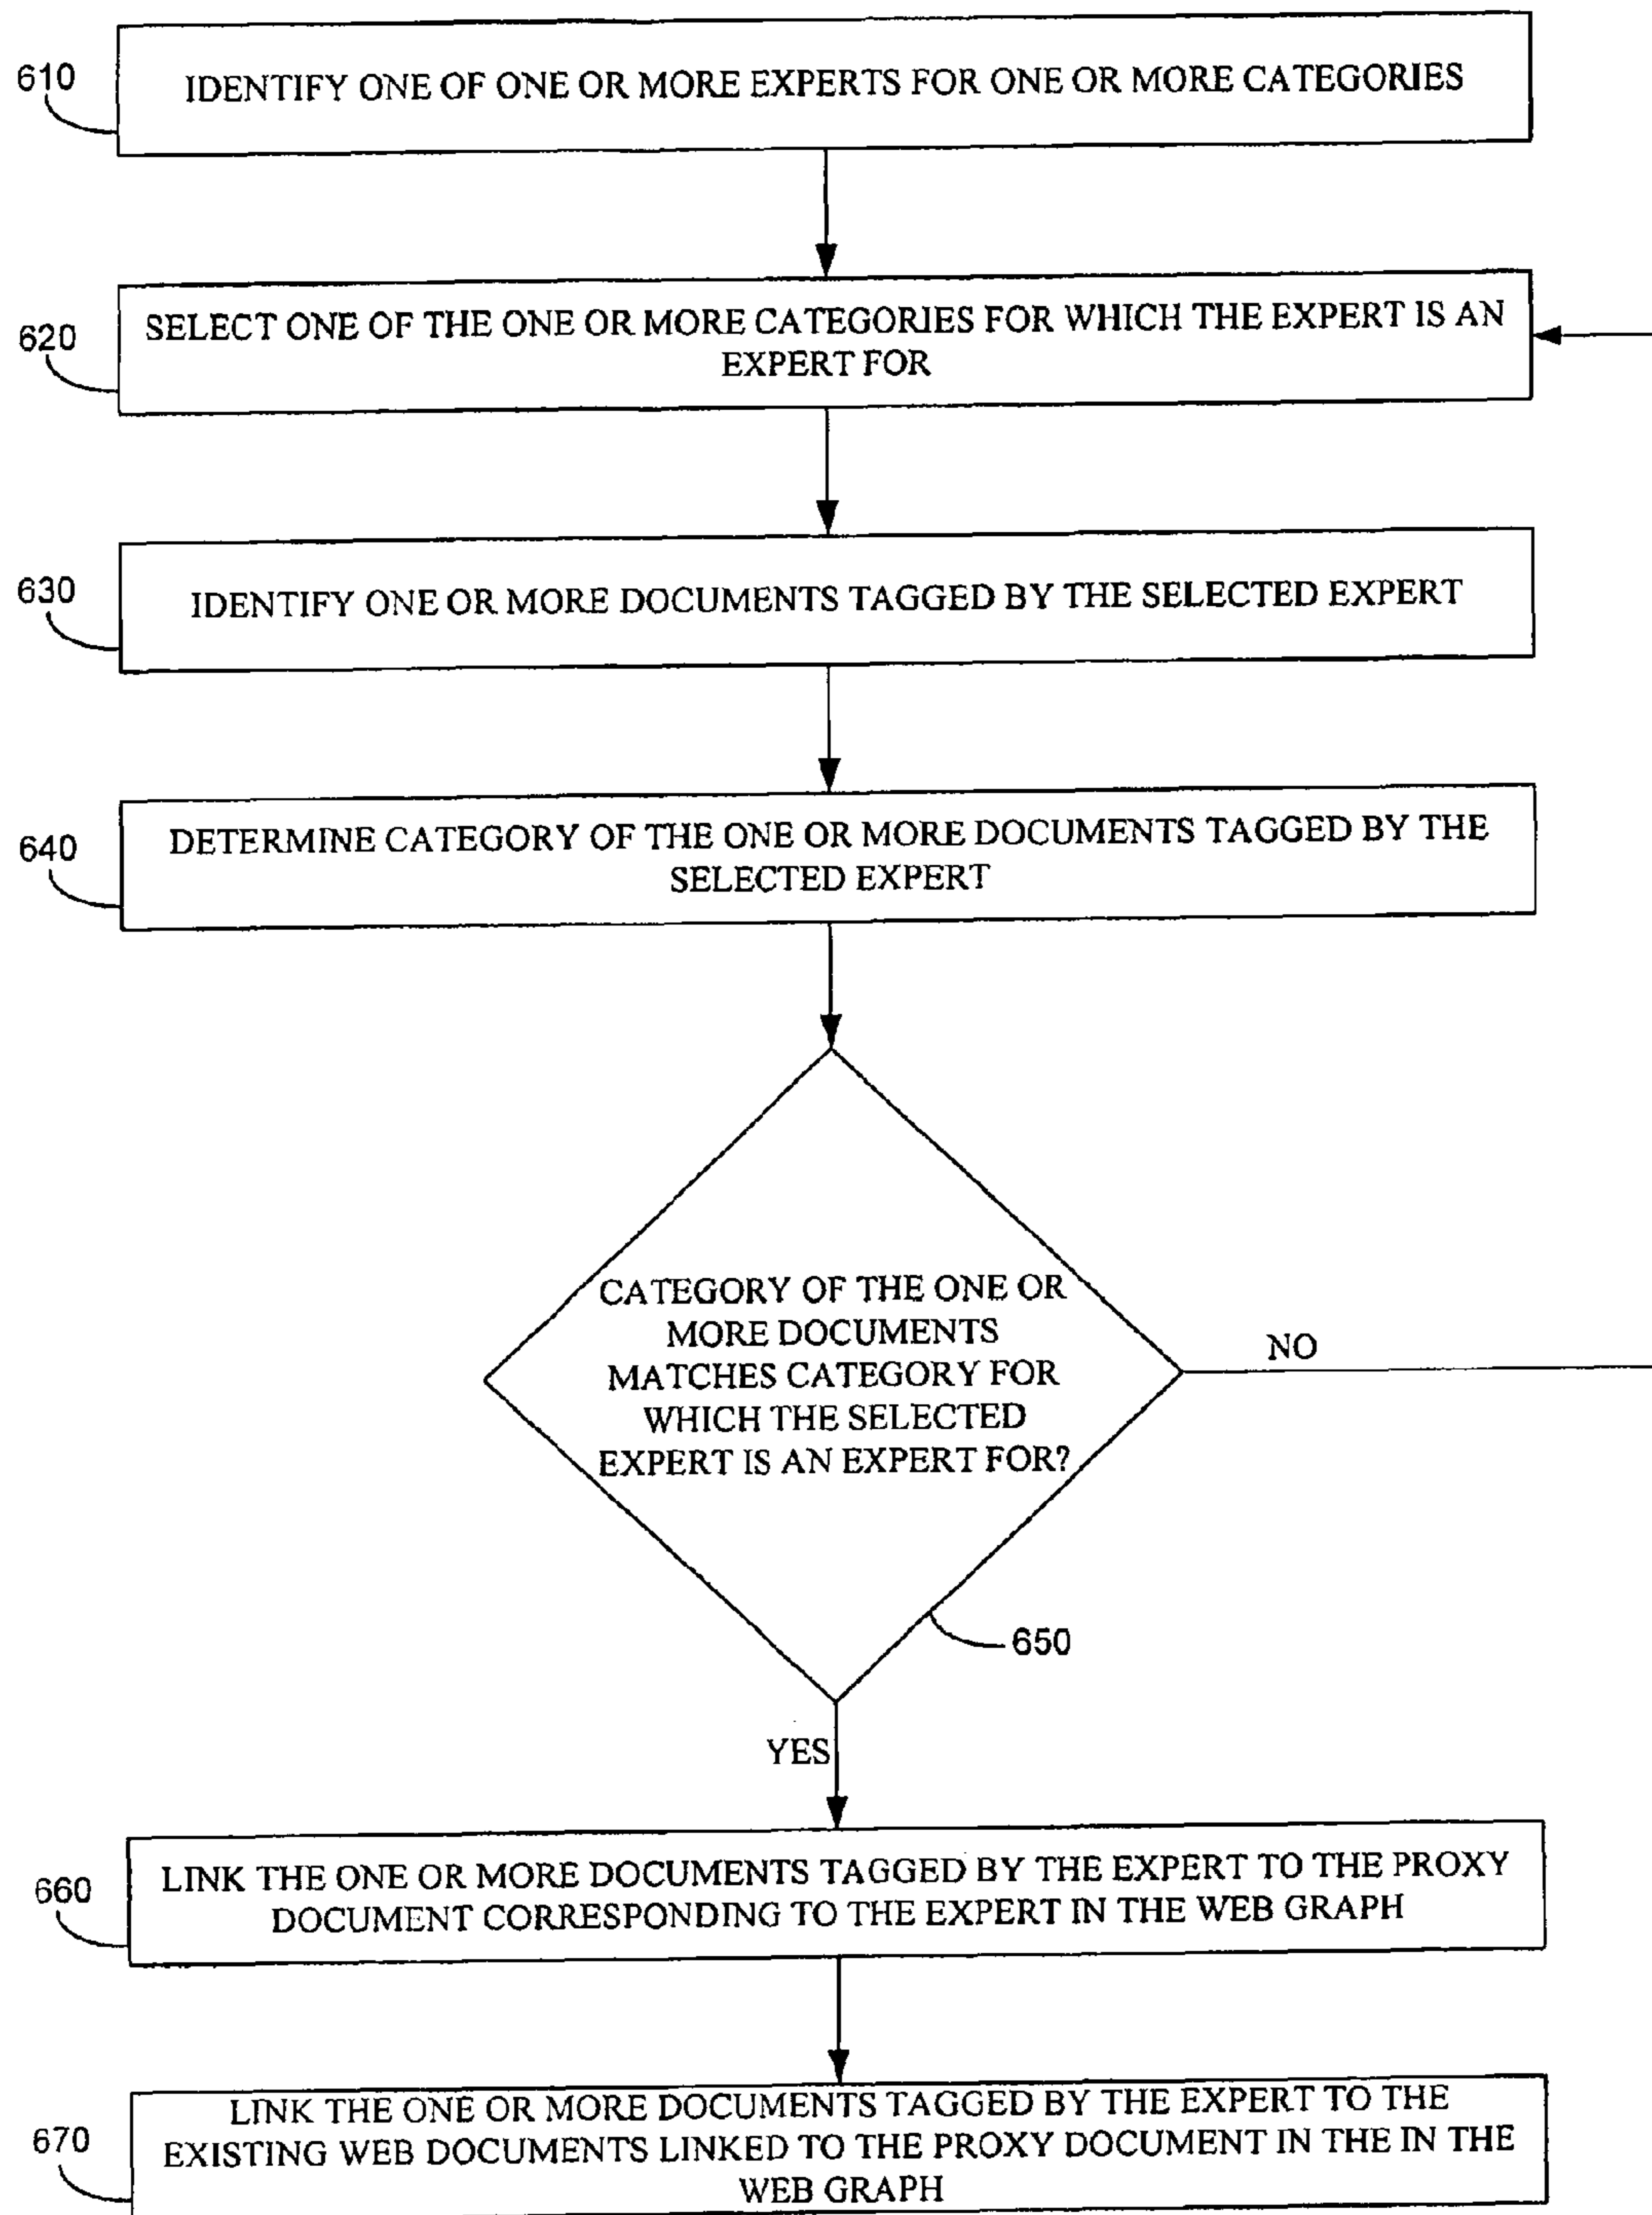 610
IDENTIFY ONE OF ONE OR MORE EXPERTS FOR ONE OR MORE CATEGORIES
620
SELECT ONE OF THE ONE OR MORE CATEGORIES FOR WHICH THE EXPERT IS AN
EXPERT FOR
630
IDENTIFY ONE OR MORE DOCUMENTS TAGGED BY THE SELECTED EXPERT
640
DETERMINE CATEGORY OF THE ONE OR MORE DOCUMENTS TAGGED BY THE
SELECTED EXPERT
CATEGORY OF THE ONE OR
MORE DOCUMENTS
MATCHES CATEGORY FOR
WHICH THE SELECTED
EXPERT IS AN EXPERT FOR?
NO
650
YES
660
LINK THE ONE OR MORE DOCUMENTS TAGGED BY THE EXPERT TO THE PROXY
DOCUMENT CORRESPONDING TO THE EXPERT IN THE WEB GRAPH
670
LINK THE ONE OR MORE DOCUMENTS TAGGED BY THE EXPERT TO THE
EXISTING WEB DOCUMENTS LINKED TO THE PROXY DOCUMENT IN THE IN THE
WEB GRAPH